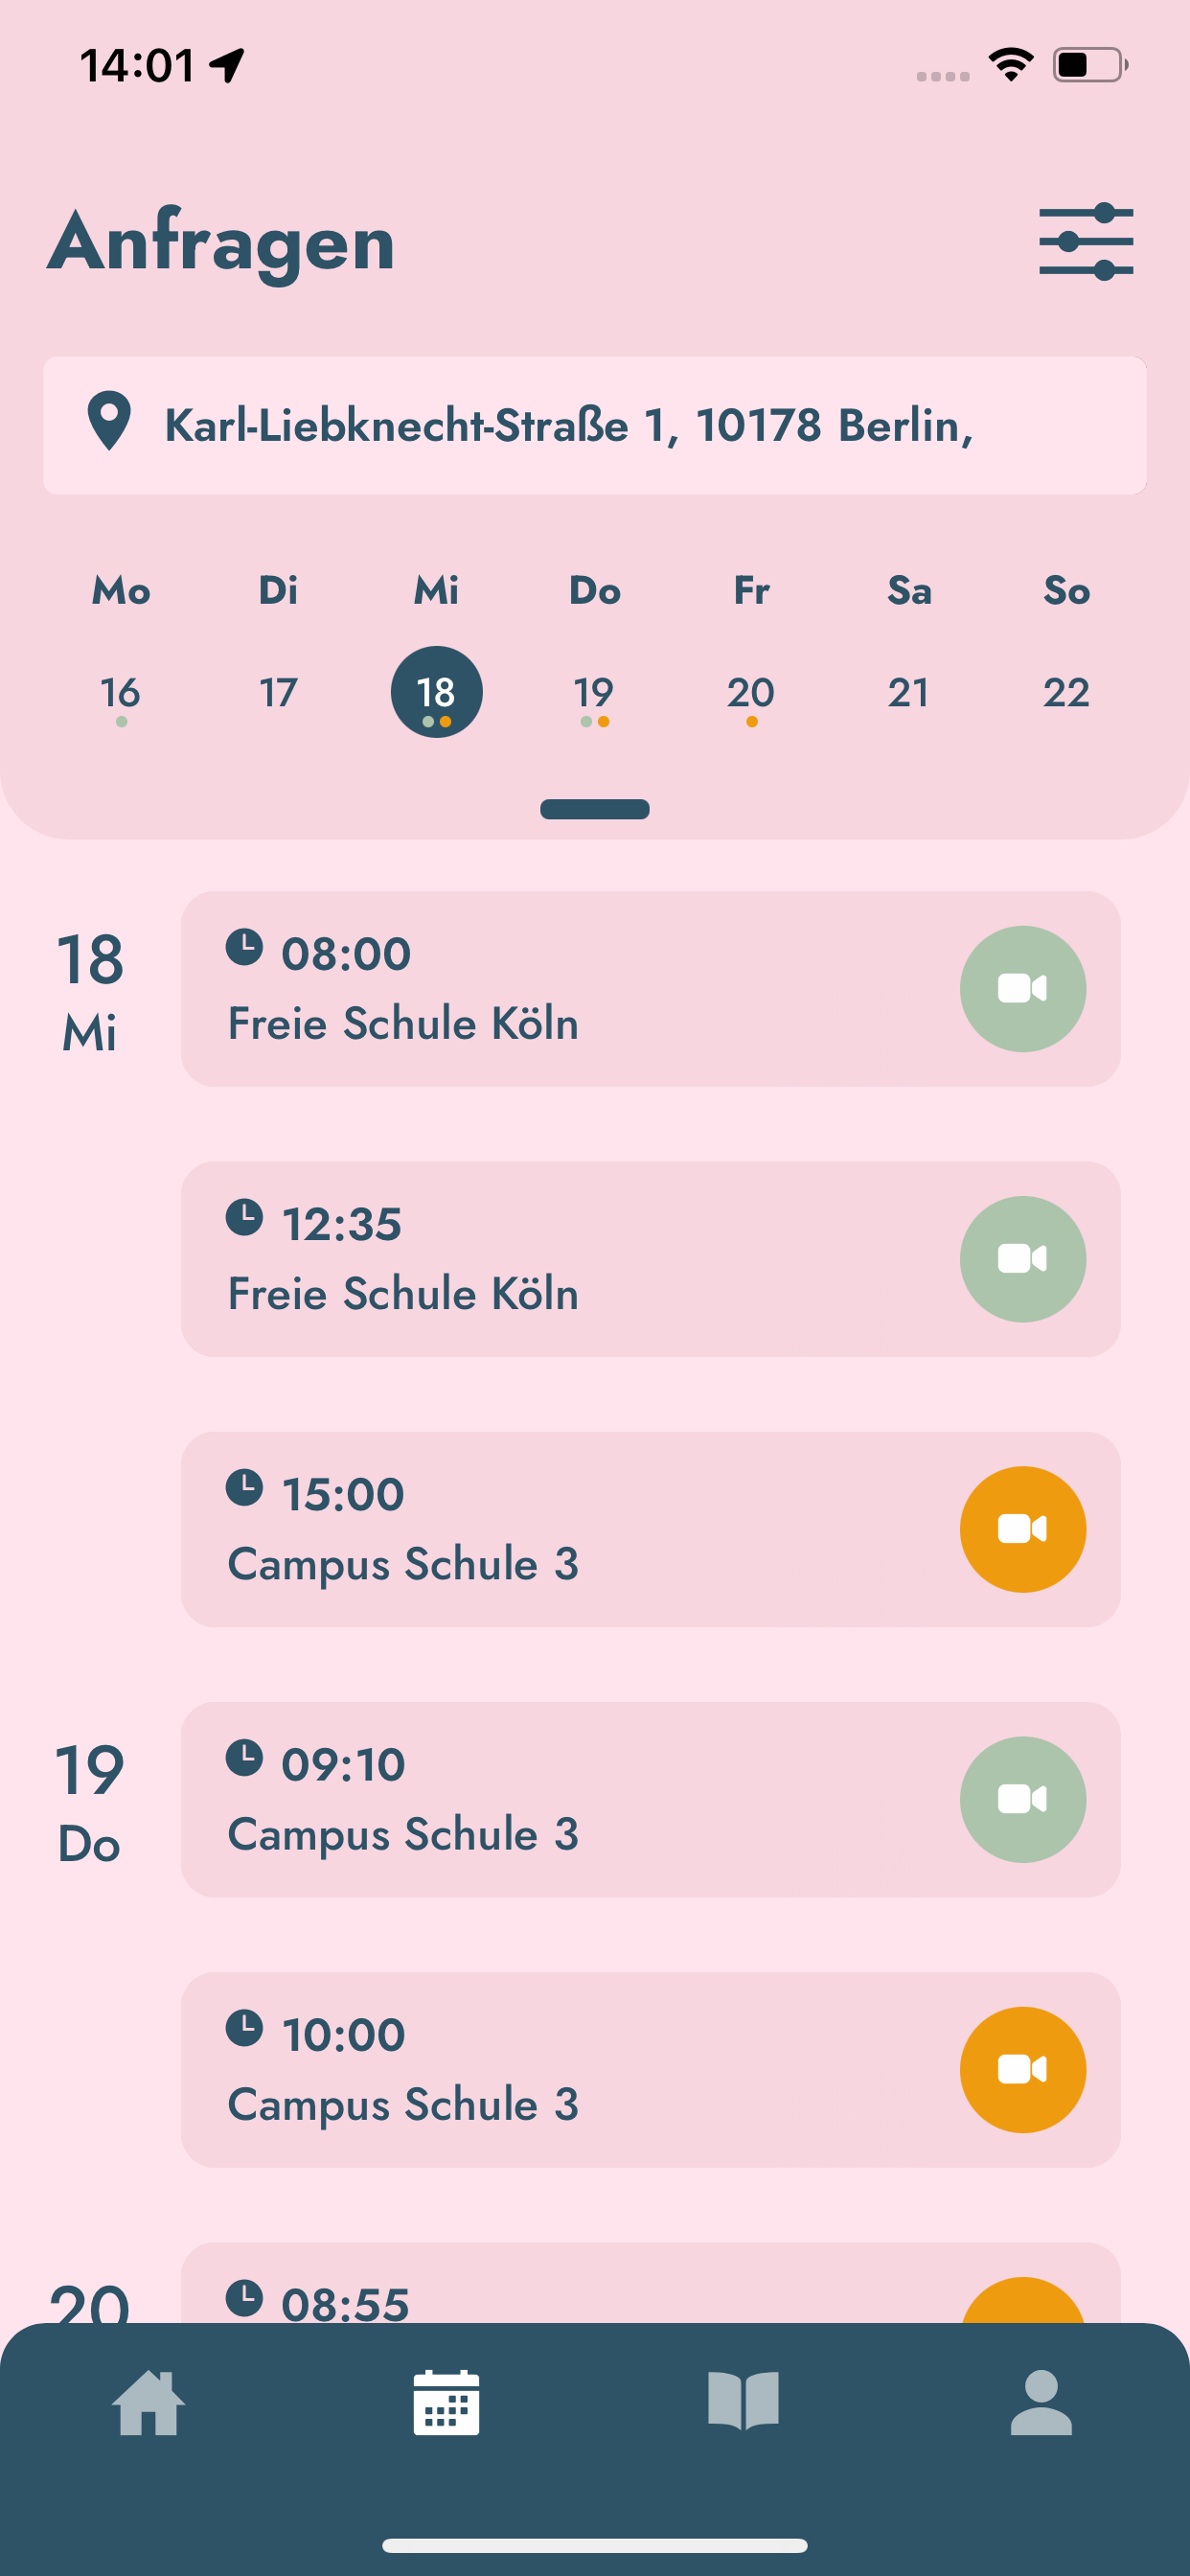 14:01
Anfragen
Karl-Liebknecht-Straße 1, 10178 Berlin,
Mo Di Mi Do Fr Sa So
16 17 18 19 20 21 22
18
Mi
08:00
Freie Schule Köln
12:35
Freie Schule Köln
15:00
Campus Schule 3
19
Do
09:10
Campus Schule 3
10:00
Campus Schule 3
20
08:55